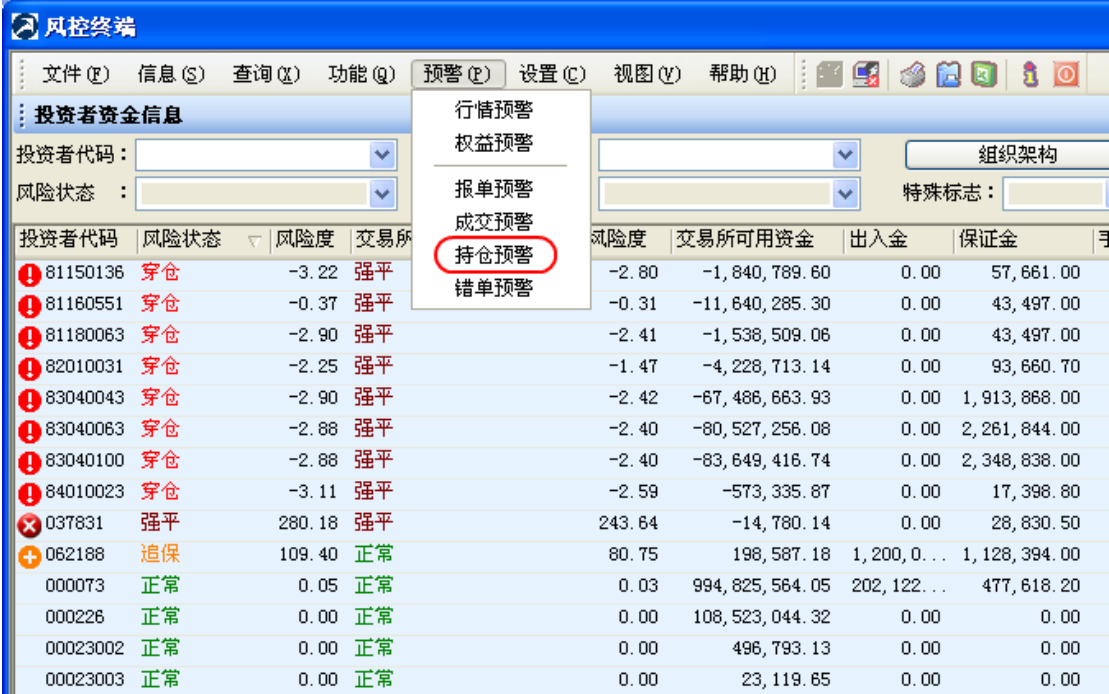 风控终端
文件(F) 信息(S) 查询(X) 功能(Q) 预警(P) 设置(C) 视图(V) 帮助(H)
投资者资金信息
行情预警
权益预警
报单预警
成交预警
持仓预警
错单预警
投资者代码： 组织架构
风险状态 ： 特殊标志：
投资者代码 风险状态 风险度 交易所 风险度 交易所可用资金 出入金 保证金
81150136 穿仓 -3.22 强平 -2.80 -1,840,789.60 0.00 57,661.00
81160551 穿仓 -0.37 强平 -0.31 -11,640,285.30 0.00 43,497.00
81180063 穿仓 -2.90 强平 -2.41 -1,538,509.06 0.00 43,497.00
82010031 穿仓 -2.25 强平 -1.47 -4,228,713.14 0.00 93,660.70
83040043 穿仓 -2.90 强平 -2.42 -67,486,663.93 0.00 1,913,868.00
83040063 穿仓 -2.88 强平 -2.40 -80,527,256.08 0.00 2,261,844.00
83040100 穿仓 -2.88 强平 -2.40 -83,649,416.74 0.00 2,348,838.00
84010023 穿仓 -3.11 强平 -2.59 -573,335.87 0.00 17,398.80
037831 强平 280.18 强平 243.64 -14,780.14 0.00 28,830.50
062188 追保 109.40 正常 80.75 198,587.18 1,200,0... 1,128,394.00
000073 正常 0.05 正常 0.03 994,825,564.05 202,122... 477,618.20
000226 正常 0.00 正常 0.00 108,523,044.32 0.00 0.00
00023002 正常 0.00 正常 0.00 496,793.13 0.00 0.00
00023003 正常 0.00 正常 0.00 23,119.65 0.00 0.00